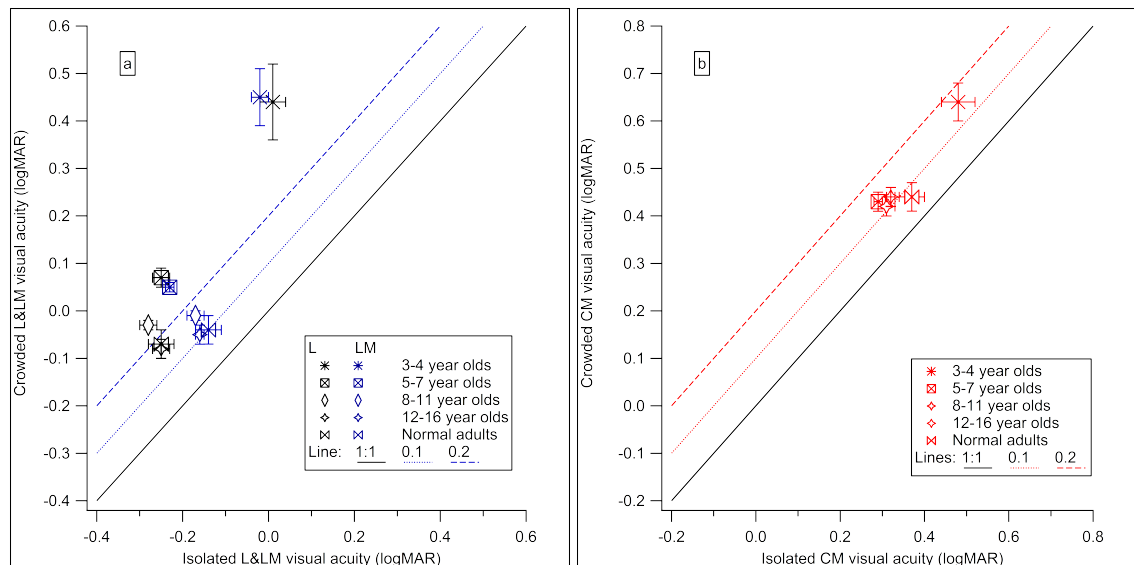 a
0.6
0.5
0.4
0.3
0.2
0.1
0.0
-0.1
-0.2
-0.3
-0.4
Crowded L&LM visual acuity (logMAR)
-0.4 -0.2 0.0 0.2 0.4 0.6
Isolated L&LM visual acuity (logMAR)
L LM
3-4 year olds
5-7 year olds
8-11 year olds
12-16 year olds
Normal adults
Line: 1:1 0.1 0.2
b
0.8
0.7
0.6
0.5
0.4
0.3
0.2
0.1
0.0
-0.1
-0.2
Crowded CM visual acuity (logMAR)
-0.2 0.0 0.2 0.4 0.6 0.8
Isolated CM visual acuity (logMAR)
3-4 year olds
5-7 year olds
8-11 year olds
12-16 year olds
Normal adults
Lines: 1:1 0.1 0.2